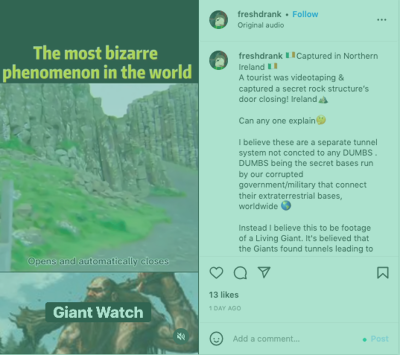 The most bizarre
phenomenon in the world
Opens and automatically closes
Giant Watch
freshdrank • Follow
Original audio
freshdrank 🇮🇪Captured in Northern
Ireland 🇮🇪
A tourist was videotaping &
captured a secret rock structure's
door closing! Ireland⛰️
Can any one explain🤔
I believe these are a separate tunnel
system not concted to any DUMBS .
DUMBS being the secret bases run
by our corrupted
government/military that connect
their extraterrestrial bases,
worldwide 🌎
Instead I believe this to be footage
of a Living Giant. It's believed that
the Giants found tunnels leading to
13 likes
1 DAY AGO
Add a comment...
Post